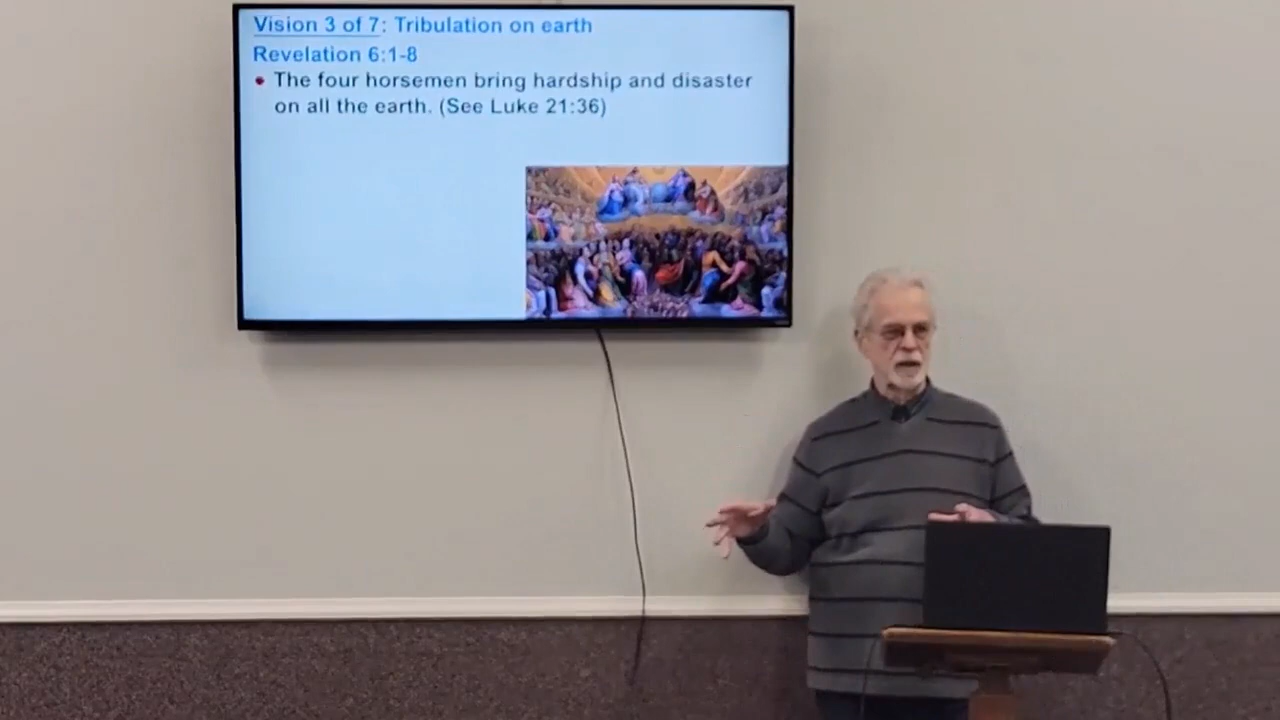 Vision 3 of 7: Tribulation on earth
Revelation 6:1-8
• The four horsemen bring hardship and disaster
on all the earth. (See Luke 21:36)